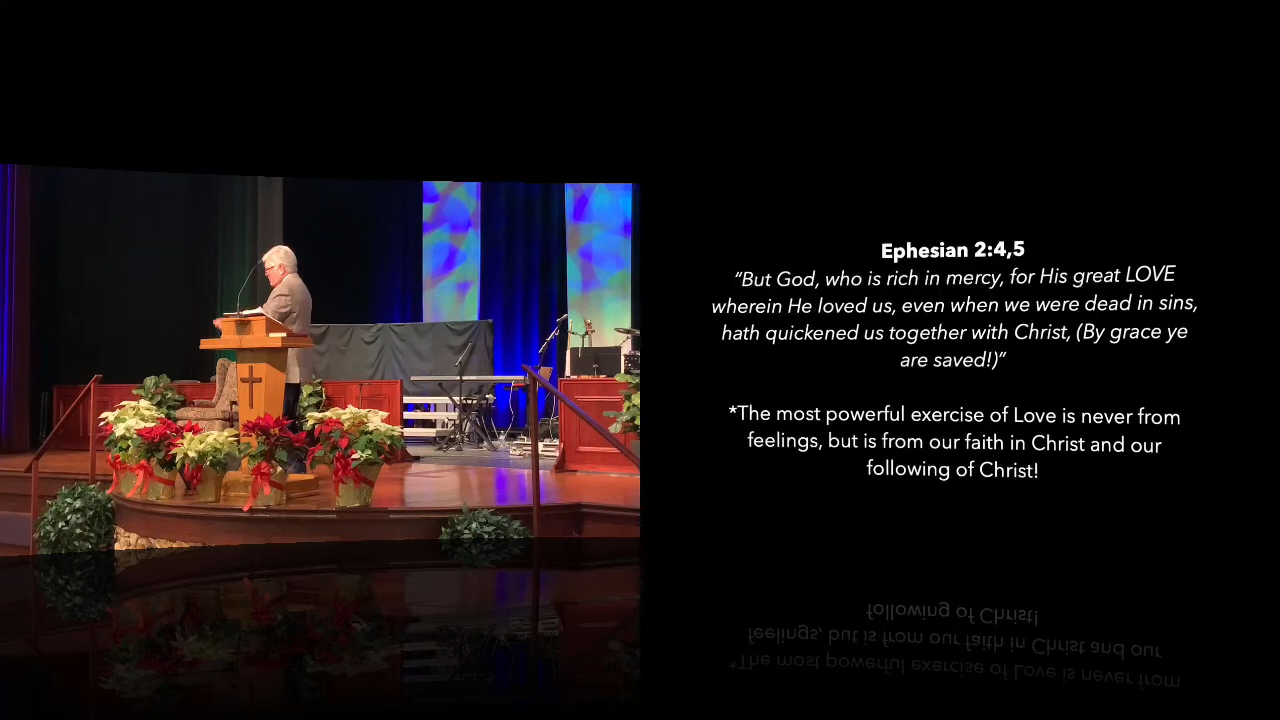 Ephesian 2:4,5
“But God, who is rich in mercy, for His great LOVE
wherein He loved us, even when we were dead in sins,
hath quickened us together with Christ, (By grace ye
are saved!)”
*The most powerful exercise of Love is never from
feelings, but is from our faith in Christ and our
following of Christ!